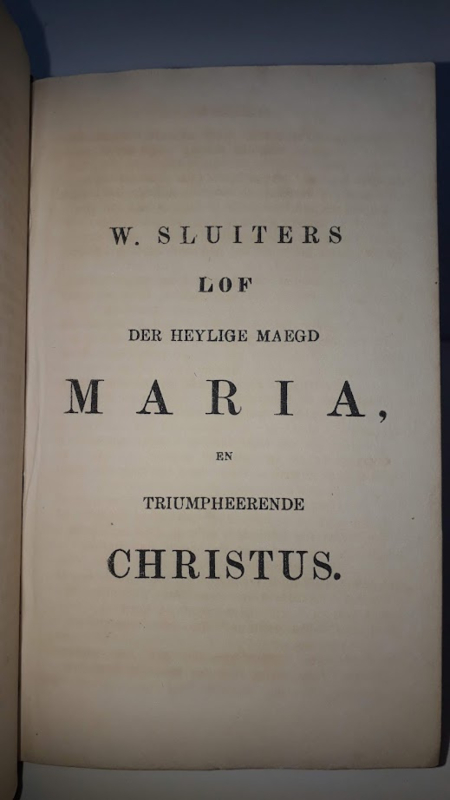 W. SLUITERS
LOF
DER HEYLIGE MAEGD
MARIA,
EN
TRIUMPHEERENDE
CHRISTUS.